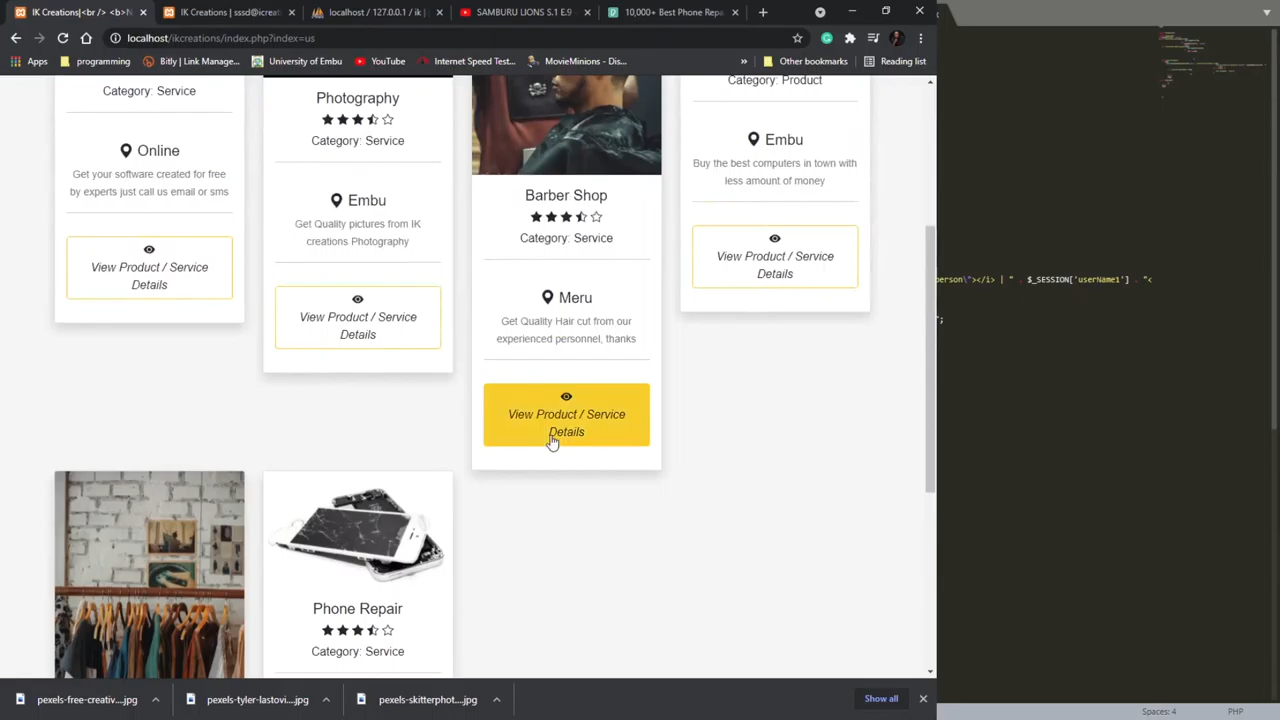 IK Creations|<br/> <b>N
IK Creations | sssd@creat
localhost / 127.0.0.1 / ik
SAMBURU LIONS S.1 E.9
10,000+ Best Phone Repa
localhost/ikcreations/index.php?index=us
Apps
programming
Bitly | Link Manage...
University of Embu
YouTube
Internet Speed Test...
MovieMinions - Dis...
»
Other bookmarks
Reading list
Category: Service
Online
Get your software created for free
by experts just call us email or sms
View Product / Service
Details
Photography
Category: Service
Embu
Get Quality pictures from IK
creations Photography
View Product / Service
Details
Barber Shop
Category: Service
Meru
Get Quality Hair cut from our
experienced personnel, thanks
View Product / Service
Details
Category: Product
Embu
Buy the best computers in town with
less amount of money
View Product / Service
Details
Phone Repair
Category: Service
person\"></i> | " . $_SESSION['userName1'] . "<
";
pexels-free-creativ....jpg
pexels-tyler-lastovi....jpg
pexels-skitterphot....jpg
Show all
Spaces: 4
PHP